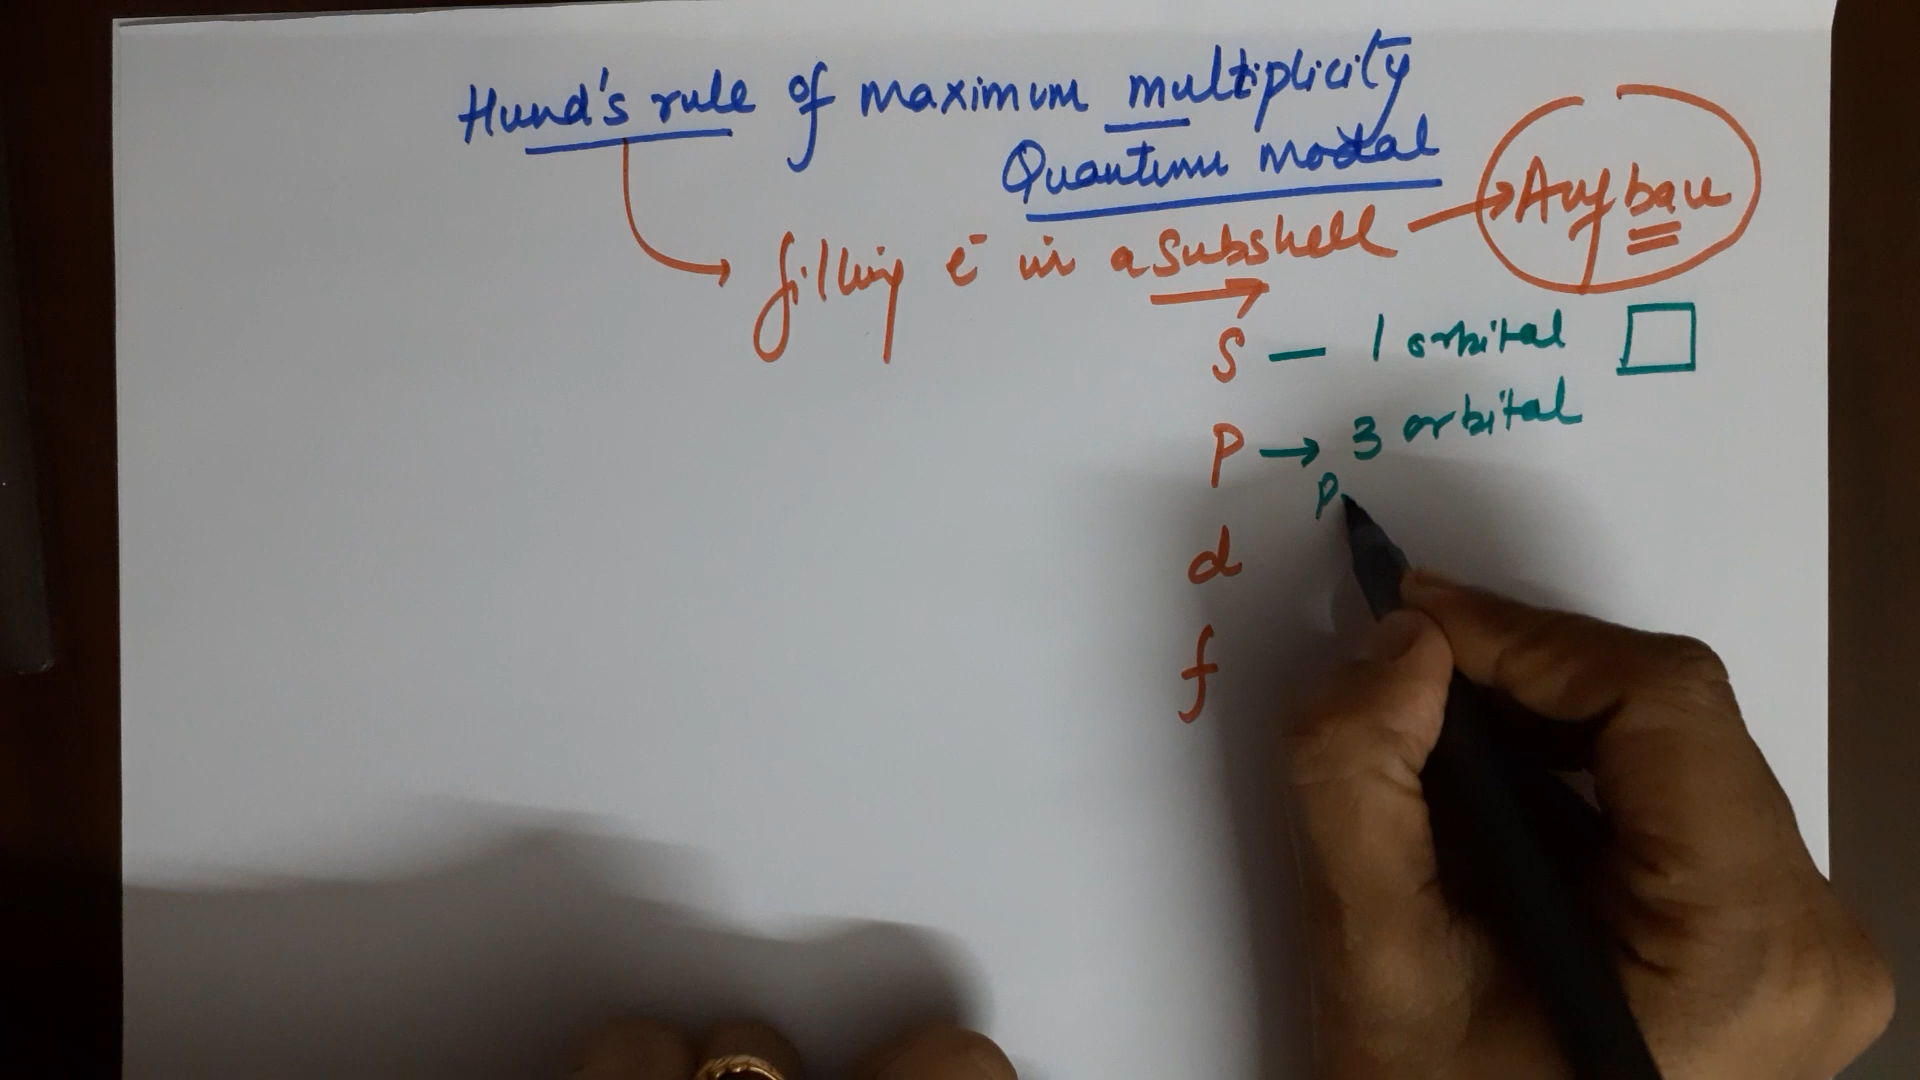 Hund's rule of maximum multiplicity
Quantum modal
filling e⁻ in a subshell → Aufbau
S — 1 orbital
P → 3 orbital
P
d
f